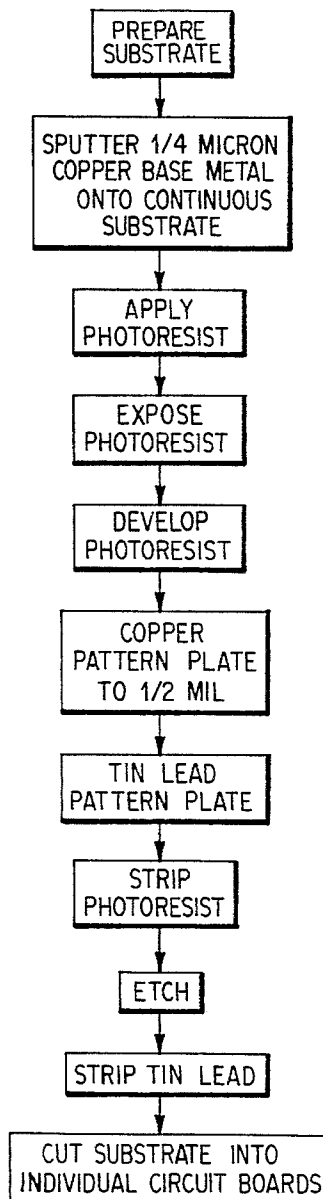 PREPARE
SUBSTRATE
SPUTTER 1/4 MICRON
COPPER BASE METAL
ONTO CONTINUOUS
SUBSTRATE
APPLY
PHOTORESIST
EXPOSE
PHOTORESIST
DEVELOP
PHOTORESIST
COPPER
PATTERN PLATE
TO 1/2 MIL
TIN LEAD
PATTERN PLATE
STRIP
PHOTORESIST
ETCH
STRIP TIN LEAD
CUT SUBSTRATE INTO
INDIVIDUAL CIRCUIT BOARDS